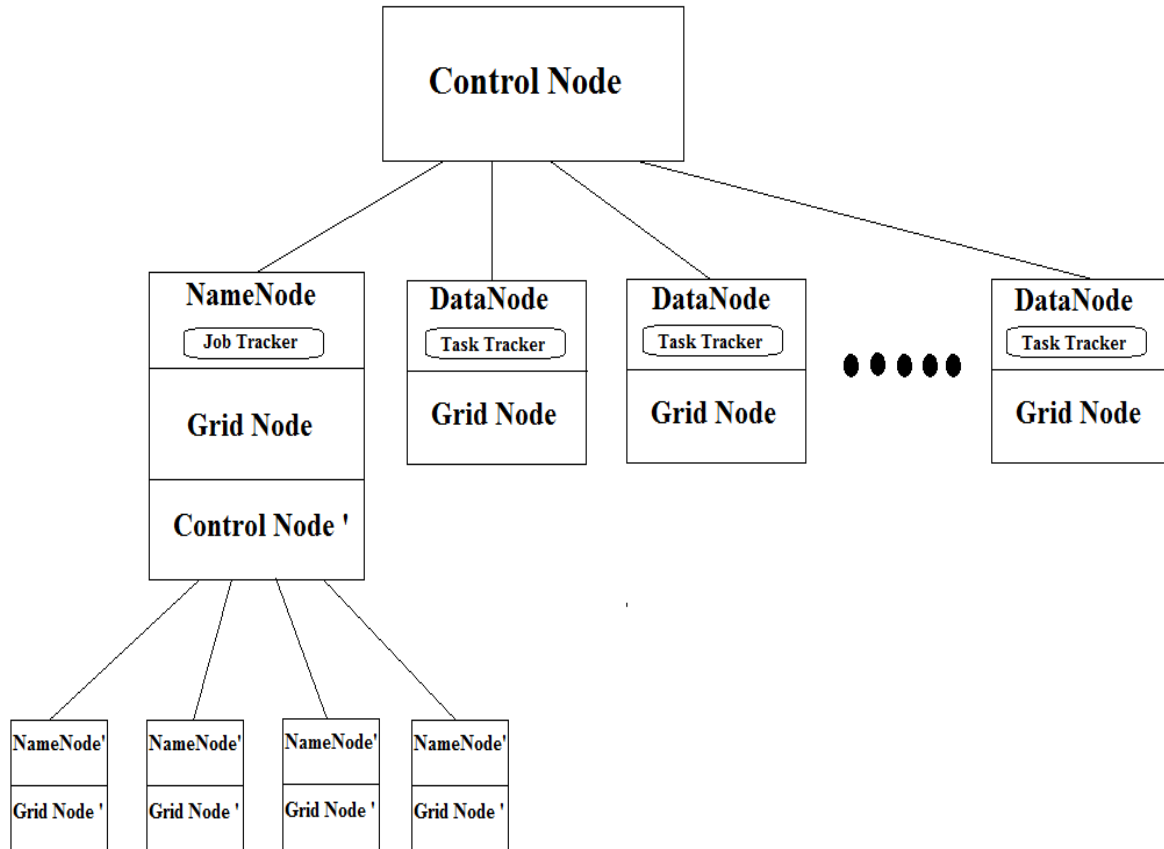 Control Node
NameNode
Job Tracker
Grid Node
Control Node '
DataNode
Task Tracker
Grid Node
DataNode
Task Tracker
Grid Node
DataNode
Task Tracker
Grid Node
NameNode'
Grid Node '
NameNode'
Grid Node '
NameNode'
Grid Node '
NameNode'
Grid Node '